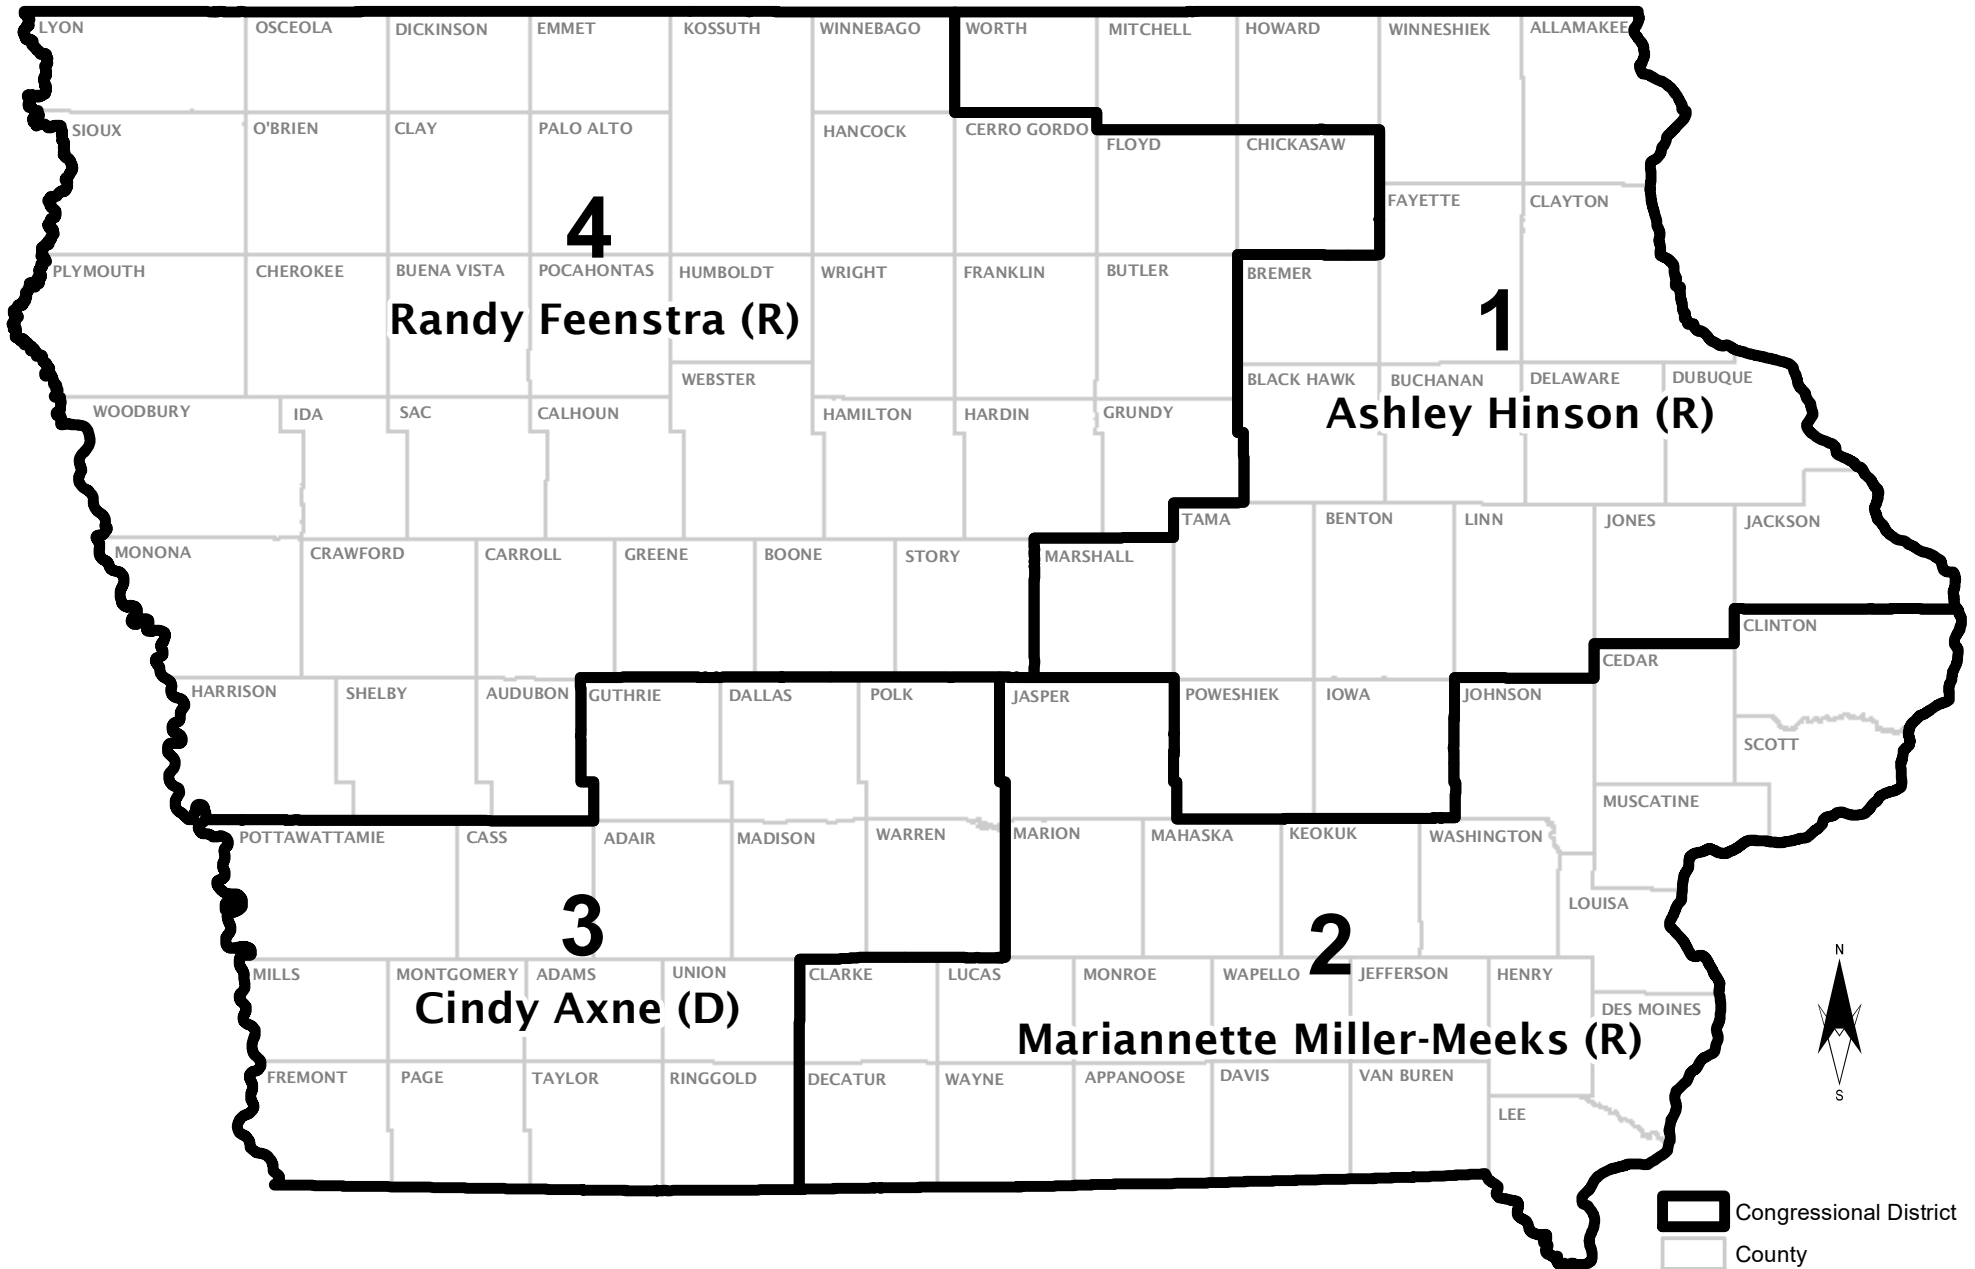 LYON OSCEOLA DICKINSON EMMET KOSSUTH WINNEBAGO WORTH MITCHELL HOWARD WINNESHIEK ALLAMAKEE
SIOUX O'BRIEN CLAY PALO ALTO HANCOCK CERRO GORDO FLOYD CHICKASAW
FAYETTE CLAYTON
4
PLYMOUTH CHEROKEE BUENA VISTA POCAHONTAS HUMBOLDT WRIGHT FRANKLIN BUTLER BREMER
1
Randy Feenstra (R)
WEBSTER BLACK HAWK BUCHANAN DELAWARE DUBUQUE
WOODBURY IDA SAC CALHOUN HAMILTON HARDIN GRUNDY
Ashley Hinson (R)
TAMA BENTON LINN JONES JACKSON
MONONA CRAWFORD CARROLL GREENE BOONE STORY MARSHALL
CLINTON
CEDAR
HARRISON SHELBY AUDUBON GUTHRIE DALLAS POLK JASPER POWESHIEK IOWA JOHNSON
SCOTT
MUSCATINE
POTTAWATTAMIE CASS ADAIR MADISON WARREN MARION MAHASKA KEOKUK WASHINGTON
LOUISA
3
2
N
MILLS MONTGOMERY ADAMS UNION CLARKE LUCAS MONROE WAPELLO JEFFERSON HENRY
Cindy Axne (D)
DES MOINES
Mariannette Miller-Meeks (R)
FREMONT PAGE TAYLOR RINGGOLD DECATUR WAYNE APPANOOSE DAVIS VAN BUREN
S
LEE
Congressional District
County